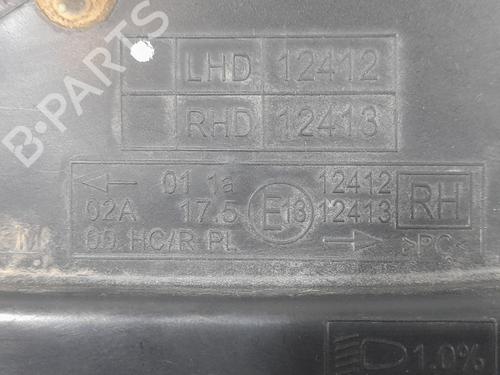 B-PARTS
LHD 12412
RHD 12413
01 1a 12412
02A 17.5 E13 12413 RH
00 HC/R PL >PC<
1.0%